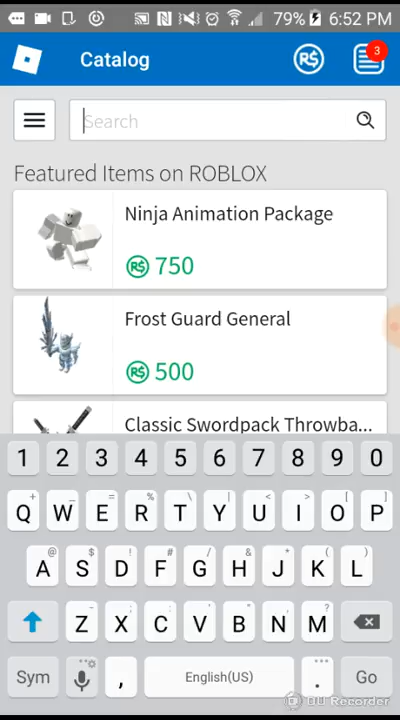 79% 6:52 PM
Catalog
R$
3
Search
Featured Items on ROBLOX
Ninja Animation Package
R$ 750
Frost Guard General
R$ 500
Classic Swordpack Throwba...
1 2 3 4 5 6 7 8 9 0
+ _ = % \ | < > [ ]
Q W E R T Y U I O P
@ $ ! # / & * ( )
A S D F G H J K L
- ' : ; , ?
Z X C V B N M
Sym , English(US) . Go
DU Recorder